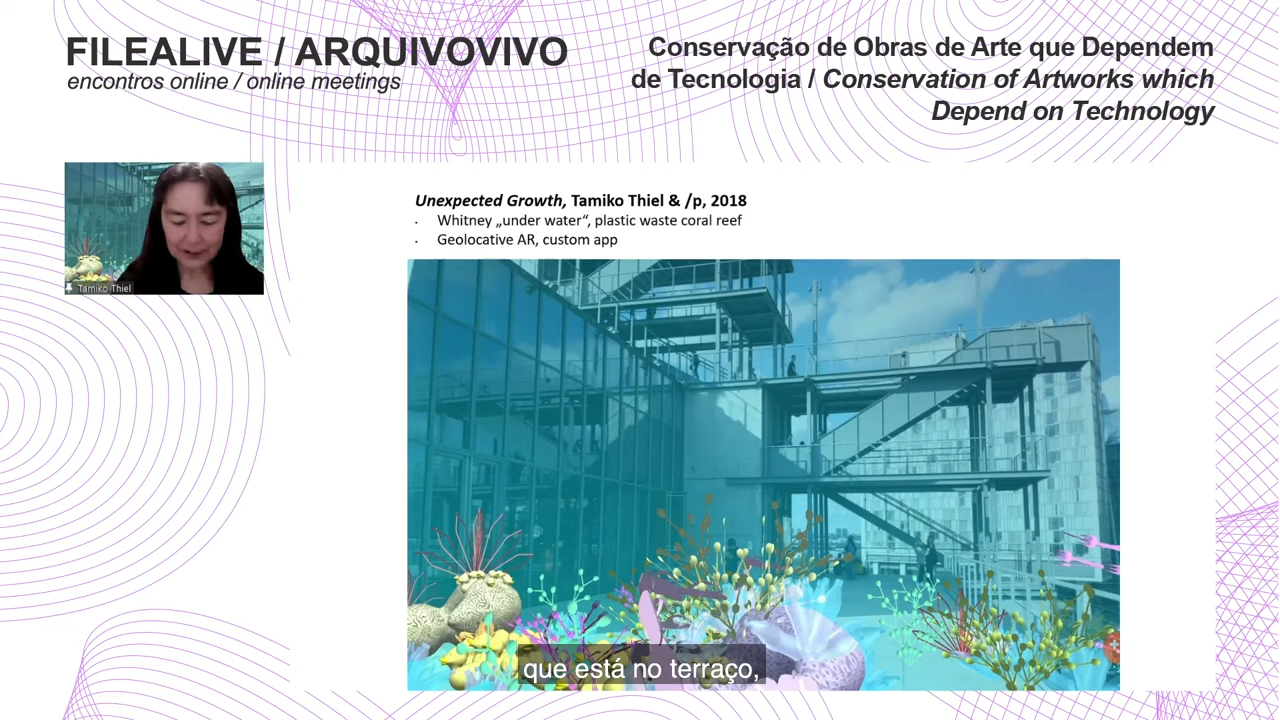 FILEALIVE / ARQUIVOVIVO
encontros online / online meetings
Conservação de Obras de Arte que Dependem
de Tecnologia / Conservation of Artworks which
Depend on Technology
Tamiko Thiel
Unexpected Growth, Tamiko Thiel & /p, 2018
· Whitney „under water“, plastic waste coral reef
· Geolocative AR, custom app
que está no terraço,